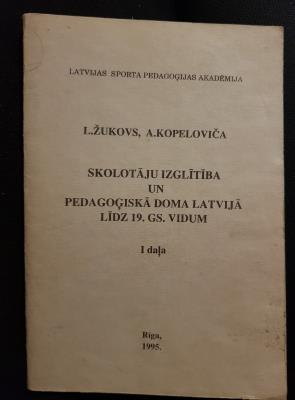 LATVIJAS SPORTA PEDAGOĢIJAS AKADĒMIJA
L.ŽUKOVS, A.KOPELOVIČA
SKOLOTĀJU IZGLĪTĪBA
UN
PEDAGOĢISKĀ DOMA LATVIJĀ
LĪDZ 19. GS. VIDUM
I daļa
Rīga,
1995.